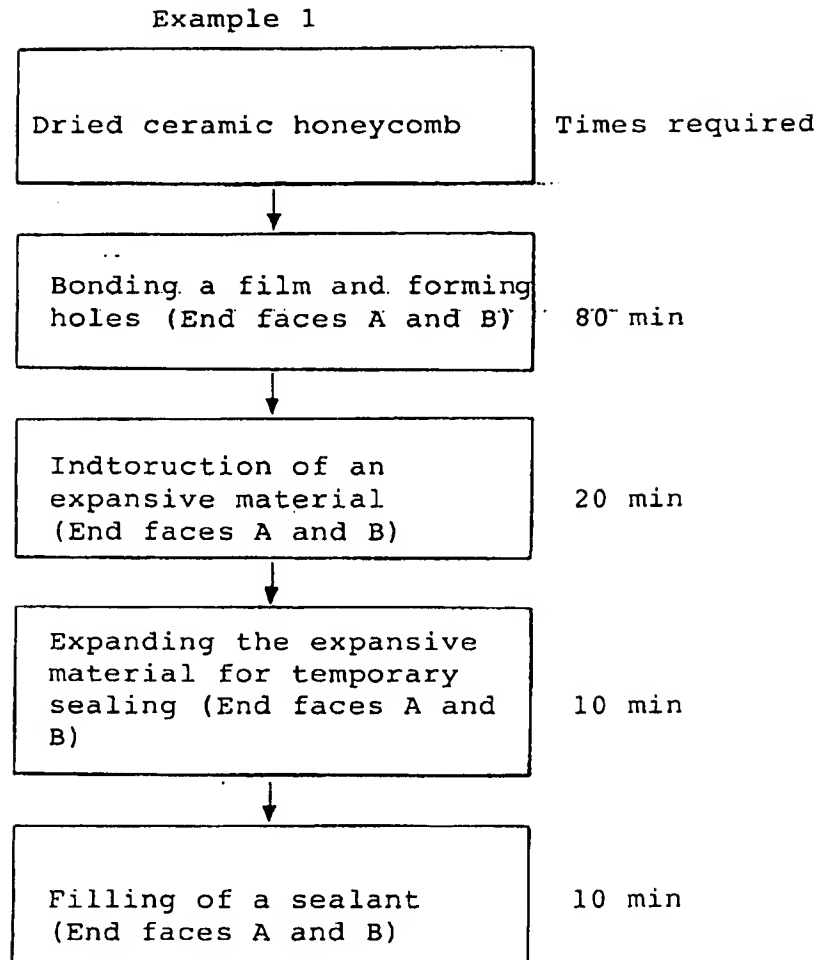 Example 1
Dried ceramic honeycomb
Times required
Bonding a film and forming
holes (End faces A and B)
80 min
Indtoruction of an
expansive material
(End faces A and B)
20 min
Expanding the expansive
material for temporary
sealing (End faces A and
B)
10 min
Filling of a sealant
(End faces A and B)
10 min